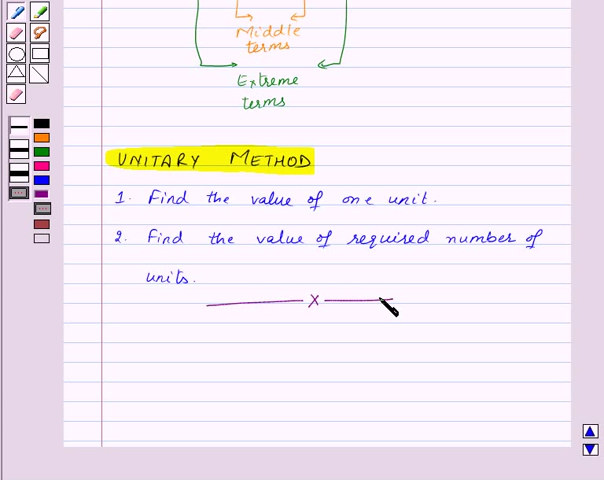 Middle
terms
Extreme
terms
UNITARY METHOD
1. Find the value of one unit.
2. Find the value of required number of
units.
X